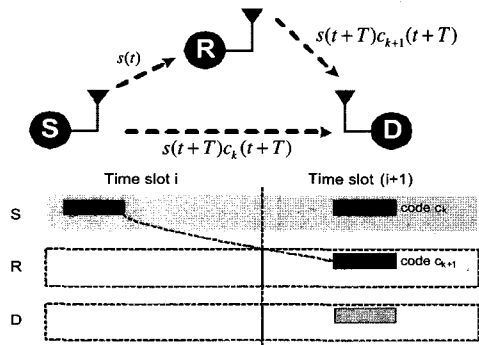 s(t)
s(t+T)c_{k+1}(t+T)
R
S
D
s(t+T)c_k(t+T)
Time slot i
Time slot (i+1)
S
code c_k
R
code c_{k+1}
D